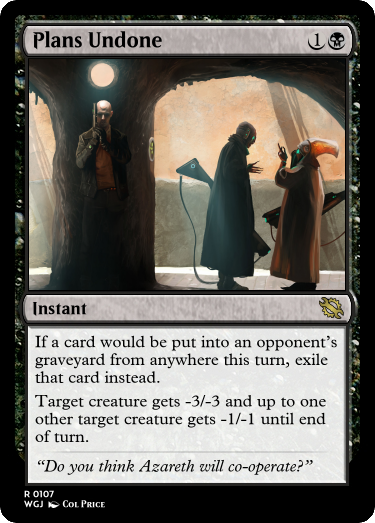 Plans Undone 1
Instant
If a card would be put into an opponent's
graveyard from anywhere this turn, exile
that card instead.
Target creature gets -3/-3 and up to one
other target creature gets -1/-1 until end
of turn.
“Do you think Azareth will co-operate?”
R 0107
WGJ Col Price